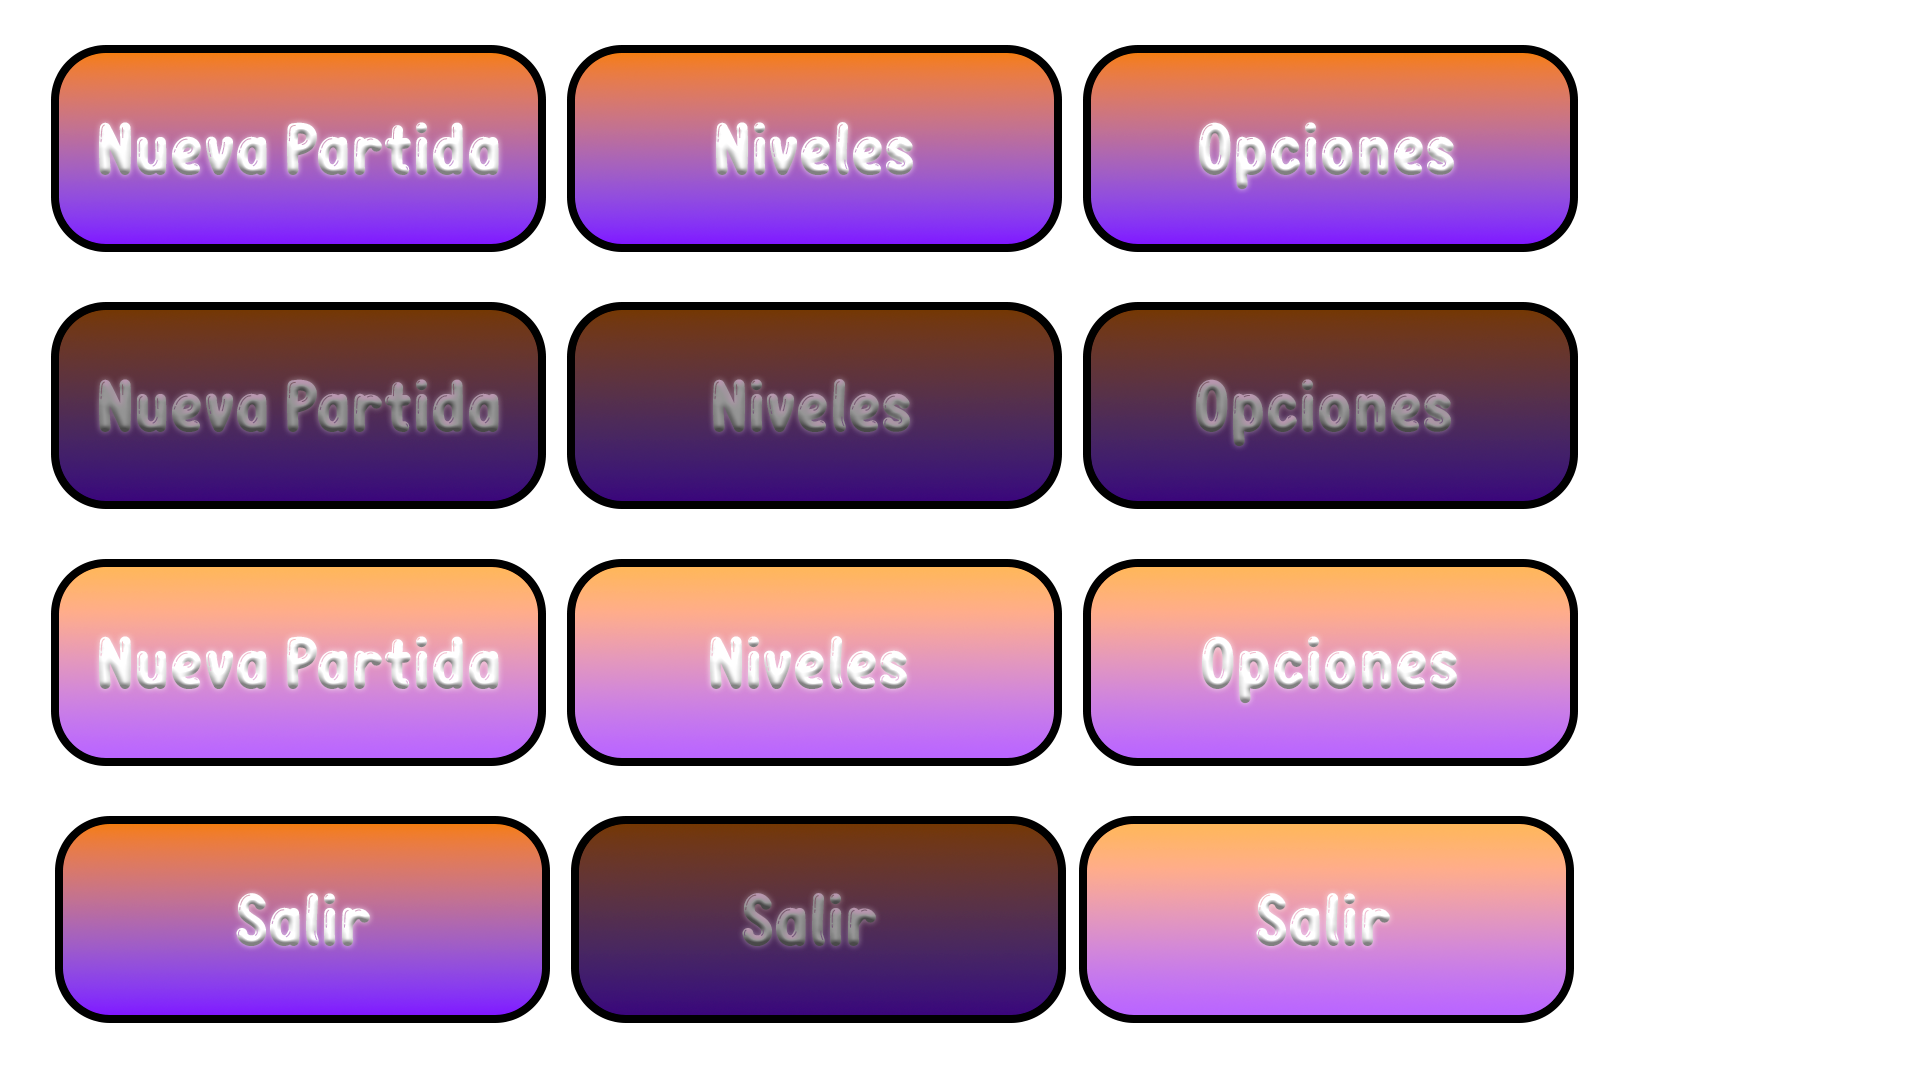 Nueva Partida
Niveles
Opciones
Nueva Partida
Niveles
Opciones
Nueva Partida
Niveles
Opciones
Salir
Salir
Salir